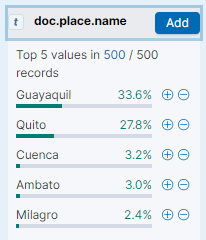 t doc.place.name Add
Top 5 values in 500 / 500
records
Guayaquil 33.6%
Quito 27.8%
Cuenca 3.2%
Ambato 3.0%
Milagro 2.4%